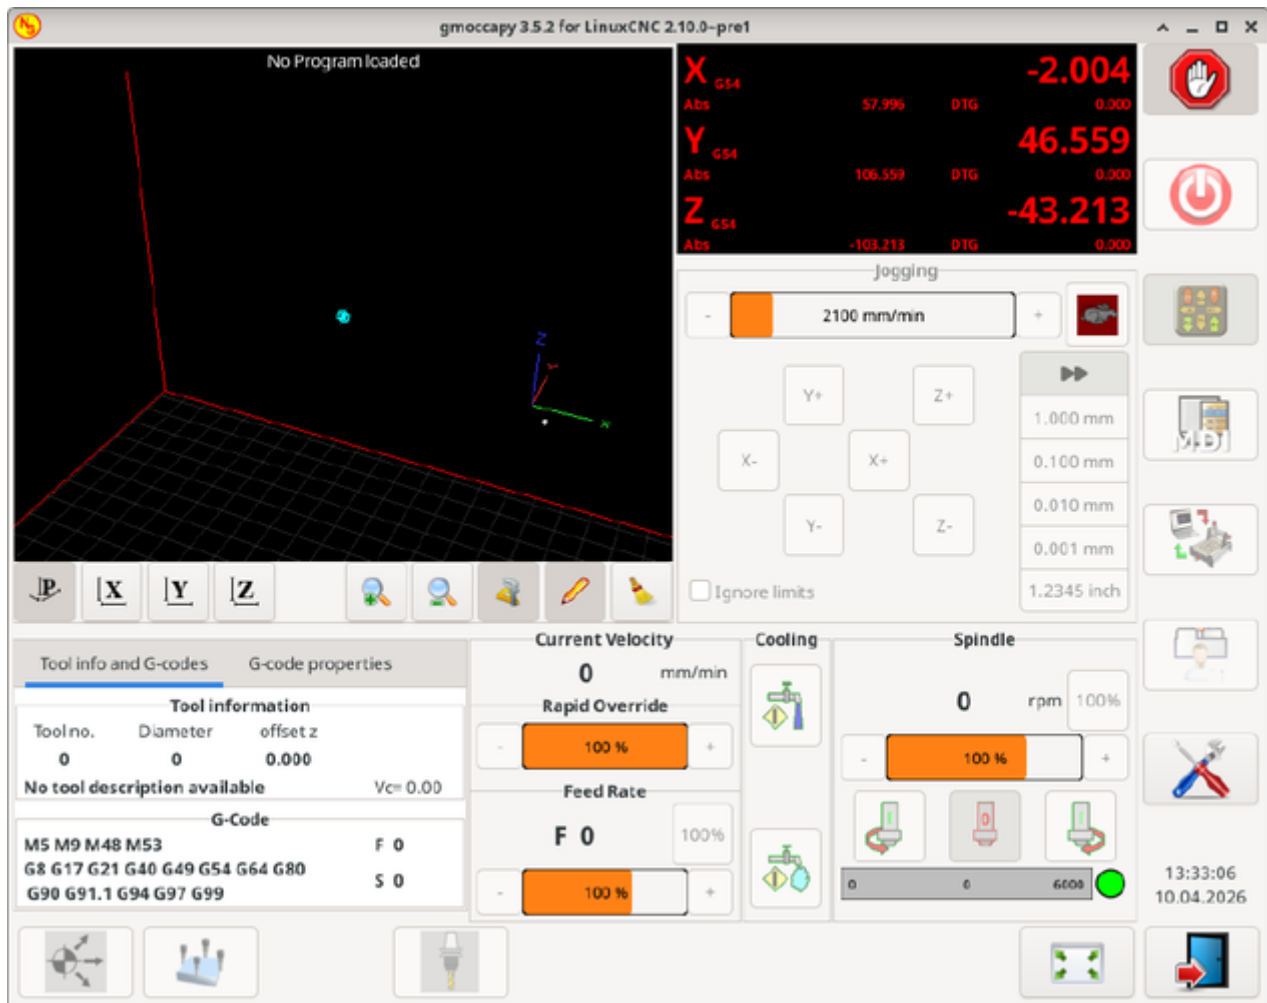 gmoccapy 3.5.2 for LinuxCNC 2.10.0~pre1
No Program loaded
X G54 -2.004
Abs 57.996 DTG 0.000
Y G54 46.559
Abs 106.559 DTG 0.000
Z G54 -43.213
Abs -103.213 DTG 0.000
Jogging
- 2100 mm/min +
Y+ Z+
X- X+
Y- Z-
1.000 mm
0.100 mm
0.010 mm
0.001 mm
1.2345 inch
Ignore limits
MDI
Z
Y
X
P X Y Z
Tool info and G-codes G-code properties
Tool information
Tool no. Diameter offset z
0 0 0.000
No tool description available Vc= 0.00
G-Code
M5 M9 M48 M53 F 0
G8 G17 G21 G40 G49 G54 G64 G80
S 0
G90 G91.1 G94 G97 G99
Current Velocity
0 mm/min
Rapid Override
- 100 % +
Feed Rate
F 0 100%
- 100 % +
Cooling
Spindle
0 rpm 100%
- 100 % +
0 0 6000
13:33:06
10.04.2026